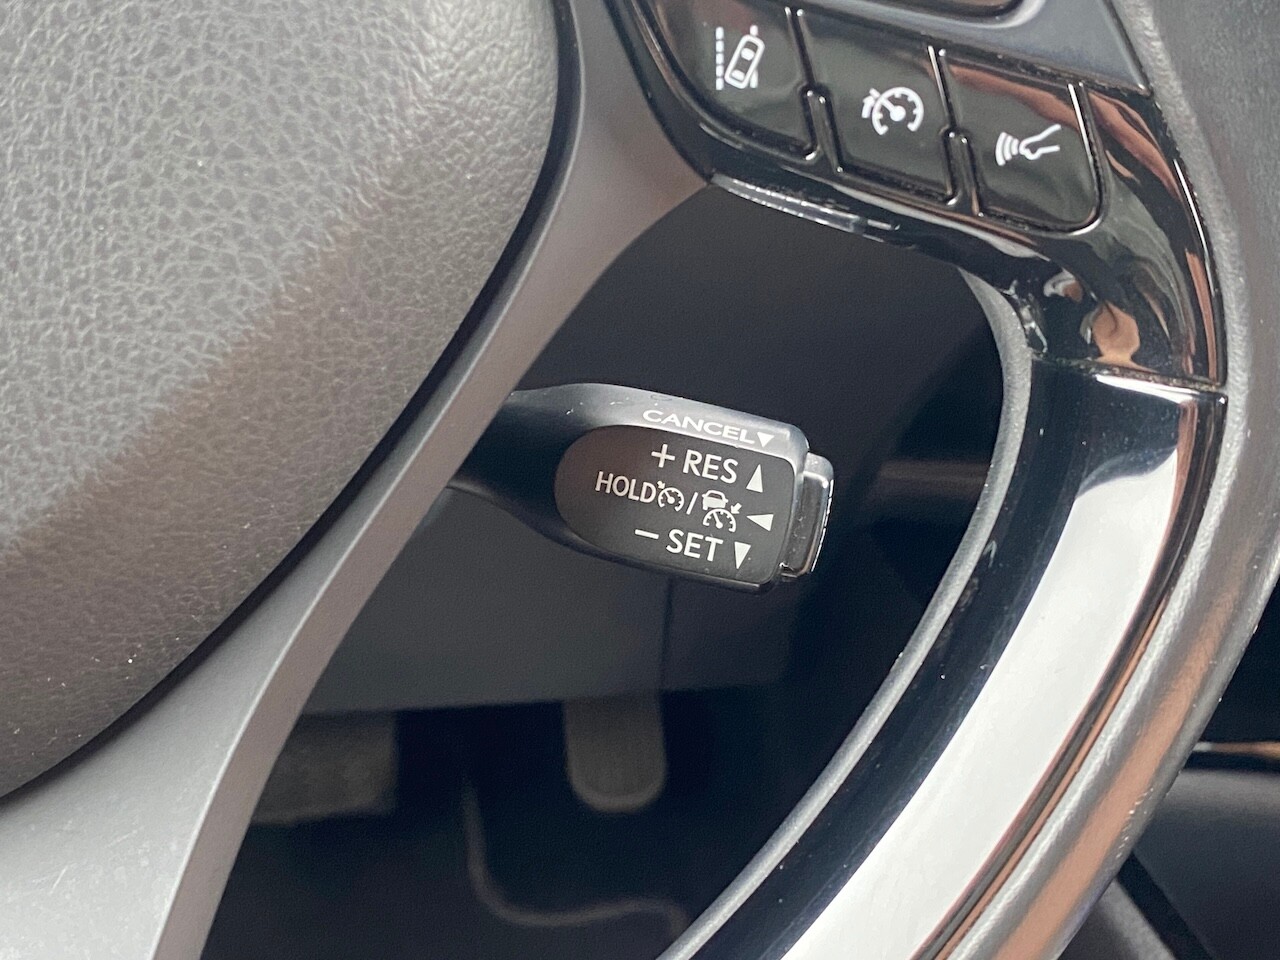 CANCEL▼
+ RES ▲
HOLD / ◀
− SET ▼